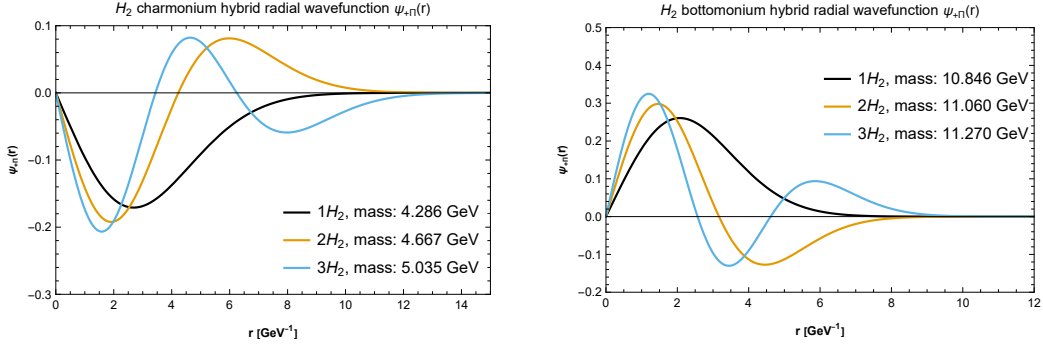 H₂ charmonium hybrid radial wavefunction ψ₊Π(r)
0.1
0.0
−0.1
−0.2
−0.3
ψ₊Π(r)
1H₂, mass: 4.286 GeV
2H₂, mass: 4.667 GeV
3H₂, mass: 5.035 GeV
0 2 4 6 8 10 12 14
r [GeV⁻¹]
H₂ bottomonium hybrid radial wavefunction ψ₊Π(r)
0.5
0.4
0.3
0.2
0.1
0.0
−0.1
−0.2
ψ₊Π(r)
1H₂, mass: 10.846 GeV
2H₂, mass: 11.060 GeV
3H₂, mass: 11.270 GeV
0 2 4 6 8 10 12
r [GeV⁻¹]